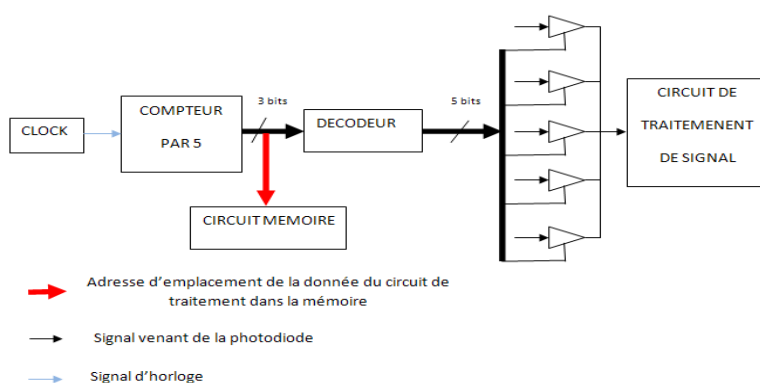 3 bits
5 bits
CLOCK
COMPTEUR
PAR 5
DECODEUR
CIRCUIT DE
TRAITEMENENT
DE SIGNAL
CIRCUIT MEMOIRE
Adresse d'emplacement de la donnée du circuit de
traitement dans la mémoire
Signal venant de la photodiode
Signal d'horloge